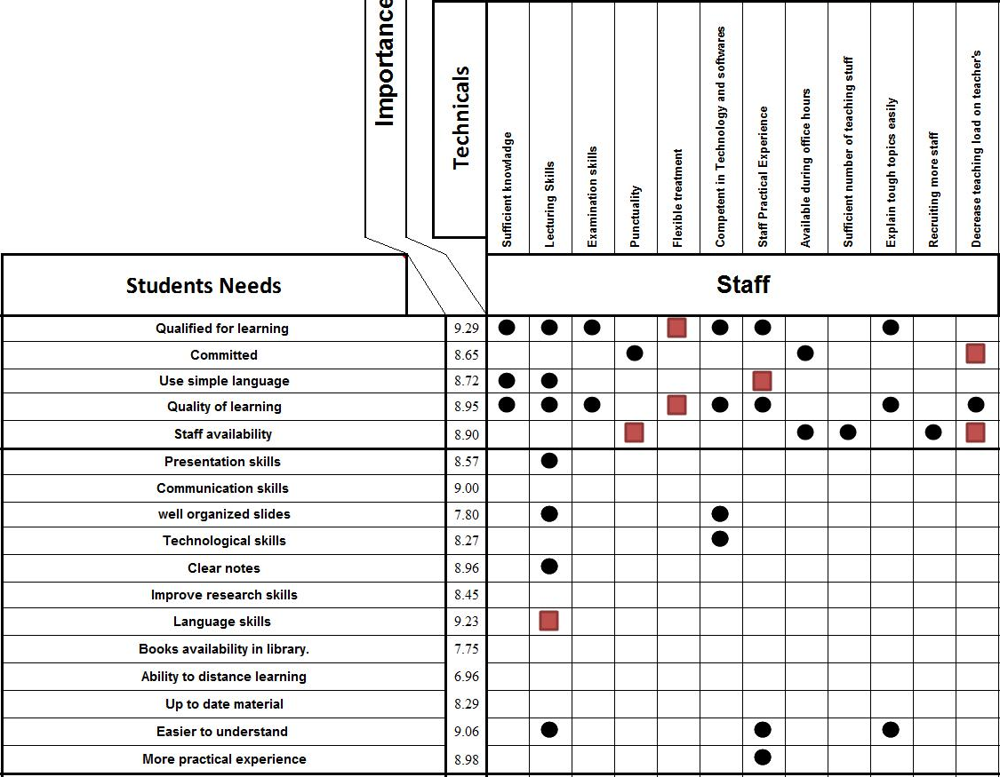 Importance
Technicals
Sufficient knowladge
Lecturing Skills
Examination skills
Punctuality
Flexible treatment
Competent in Technology and softwares
Staff Practical Experience
Available during office hours
Sufficient number of teaching stuff
Explain tough topics easily
Recruiting more staff
Decrease teaching load on teacher's
Students Needs
Staff
Qualified for learning 9.29
Committed 8.65
Use simple language 8.72
Quality of learning 8.95
Staff availability 8.90
Presentation skills 8.57
Communication skills 9.00
well organized slides 7.80
Technological skills 8.27
Clear notes 8.96
Improve research skills 8.45
Language skills 9.23
Books availability in library. 7.75
Ability to distance learning 6.96
Up to date material 8.29
Easier to understand 9.06
More practical experience 8.98